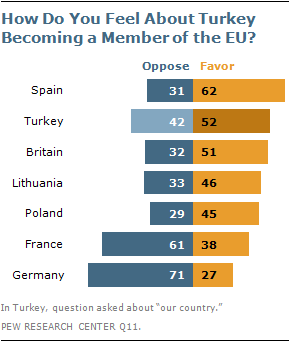 How Do You Feel About Turkey
Becoming a Member of the EU?
Oppose Favor
Spain 31 62
Turkey 42 52
Britain 32 51
Lithuania 33 46
Poland 29 45
France 61 38
Germany 71 27
In Turkey, question asked about “our country.”
PEW RESEARCH CENTER Q11.